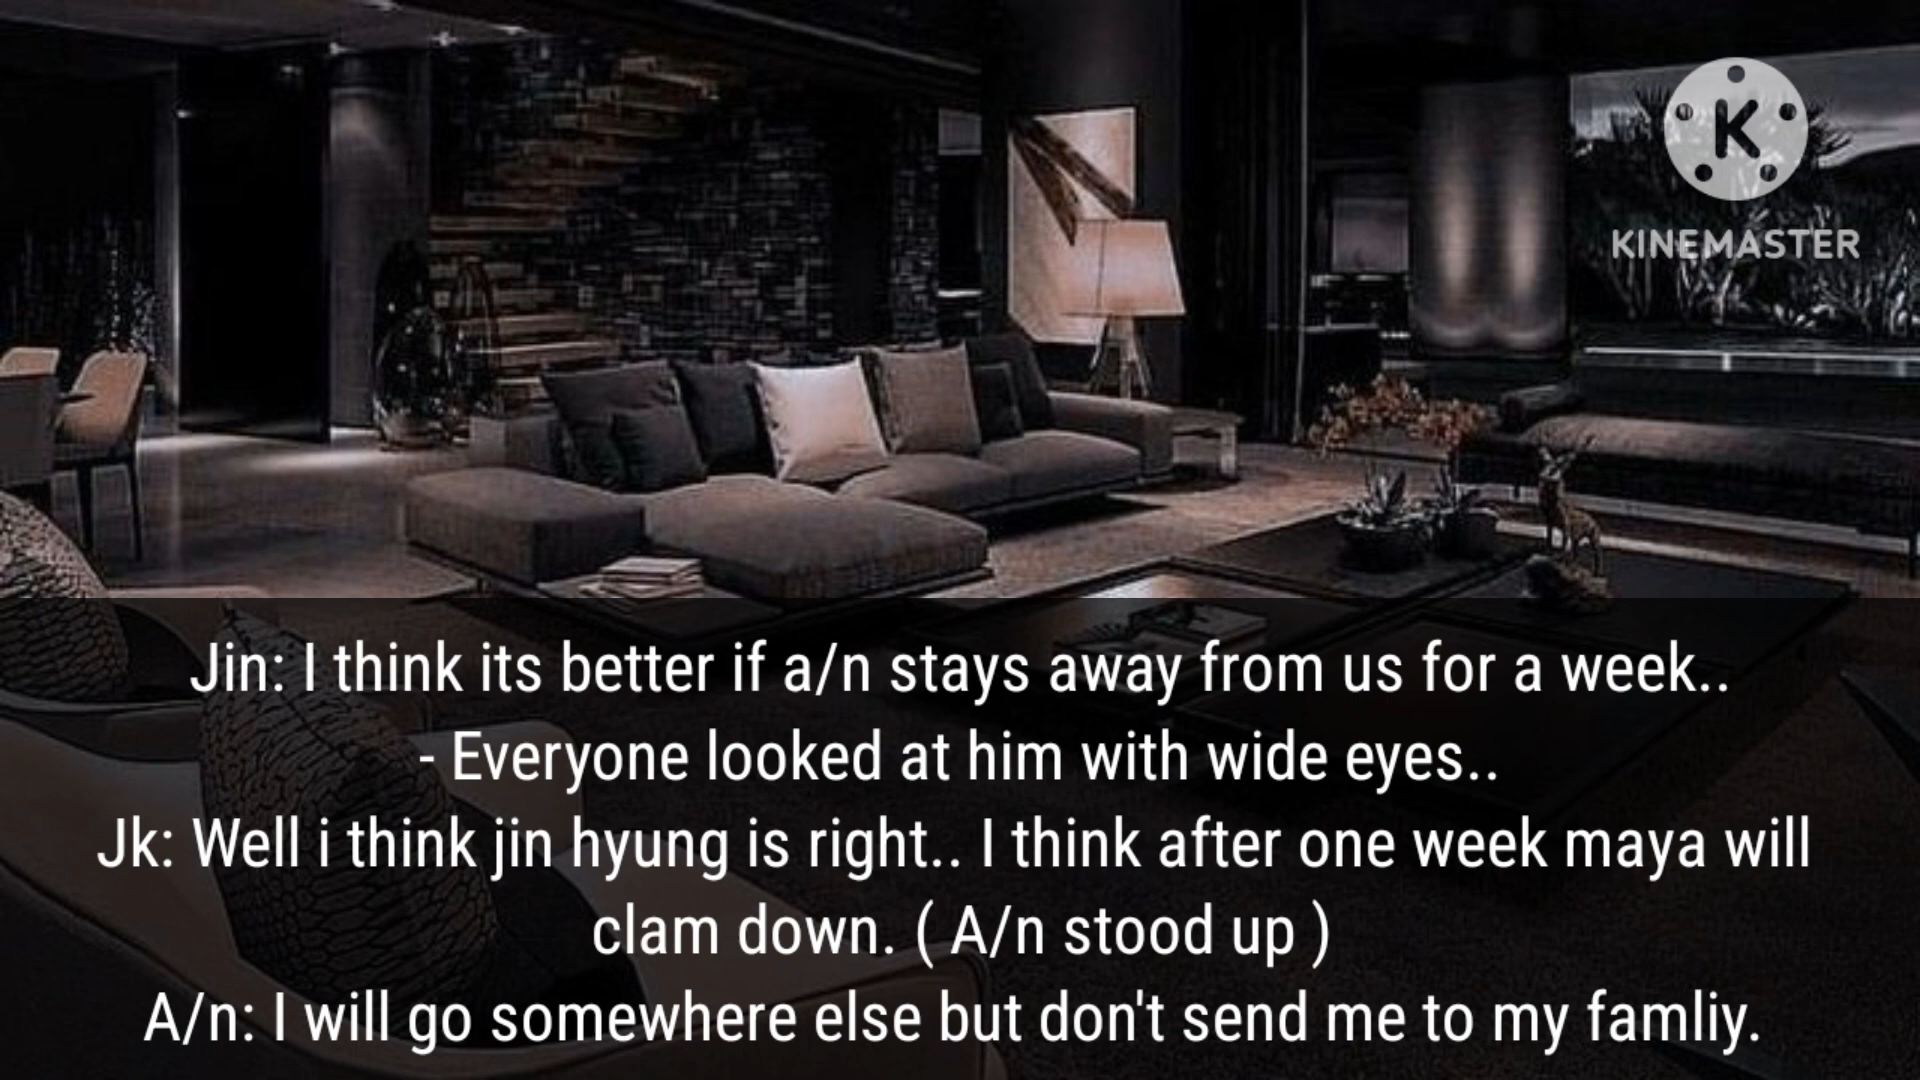 K
KINEMASTER
Jin: I think its better if a/n stays away from us for a week..
- Everyone looked at him with wide eyes..
Jk: Well i think jin hyung is right.. I think after one week maya will
clam down. ( A/n stood up )
A/n: I will go somewhere else but don't send me to my famliy.